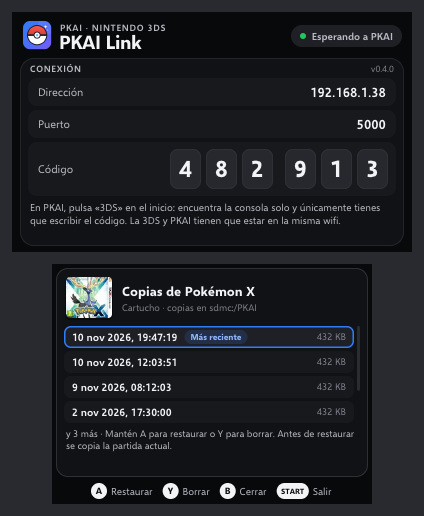 PKAI · NINTENDO 3DS
PKAI Link
Esperando a PKAI
CONEXIÓN
v0.4.0
Dirección
192.168.1.38
Puerto
5000
Código
4 8 2 9 1 3
En PKAI, pulsa «3DS» en el inicio: encuentra la consola solo y únicamente tienes
que escribir el código. La 3DS y PKAI tienen que estar en la misma wifi.
Copias de Pokémon X
Cartucho · copias en sdmc:/PKAI
10 nov 2026, 19:47:19 Más reciente 432 KB
10 nov 2026, 12:03:51 432 KB
9 nov 2026, 08:12:03 432 KB
2 nov 2026, 17:30:00 432 KB
y 3 más · Mantén A para restaurar o Y para borrar. Antes de restaurar
se copia la partida actual.
A Restaurar Y Borrar B Cerrar START Salir